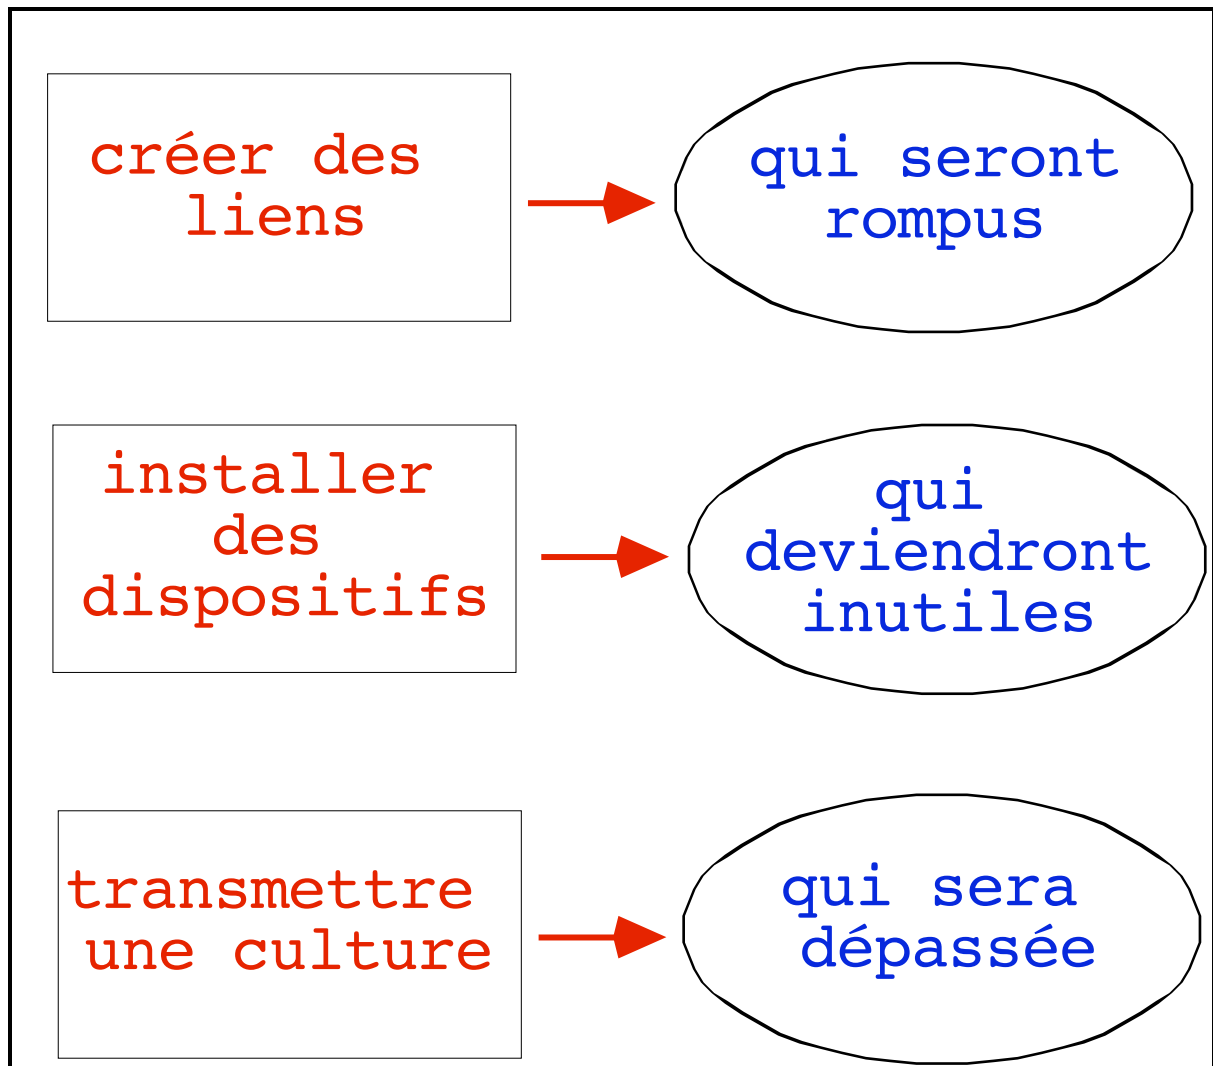 créer des
liens
qui seront
rompus
installer
des
dispositifs
qui
deviendront
inutiles
transmettre
une culture
qui sera
dépassée